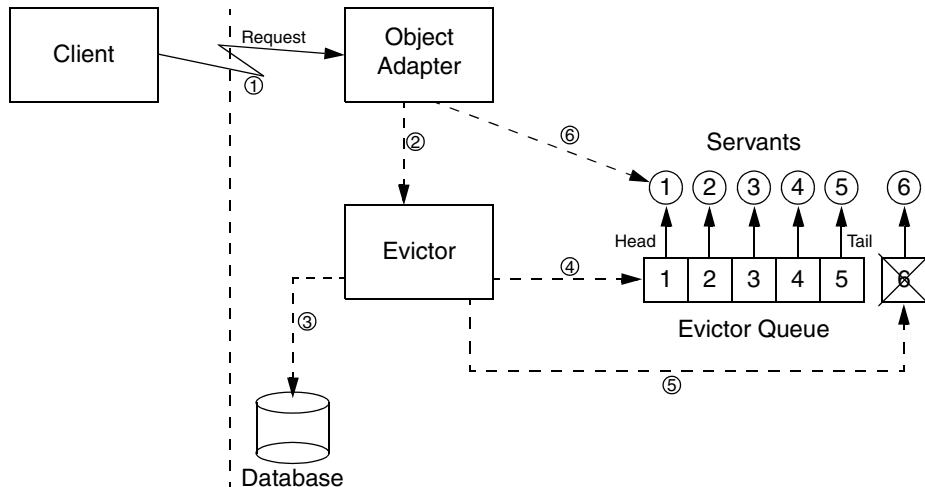 Client
Request
①
Object
Adapter
②
⑥
Servants
1 2 3 4 5 6
Evictor
Head
Tail
④
1 2 3 4 5 6
Evictor Queue
③
⑤
Database